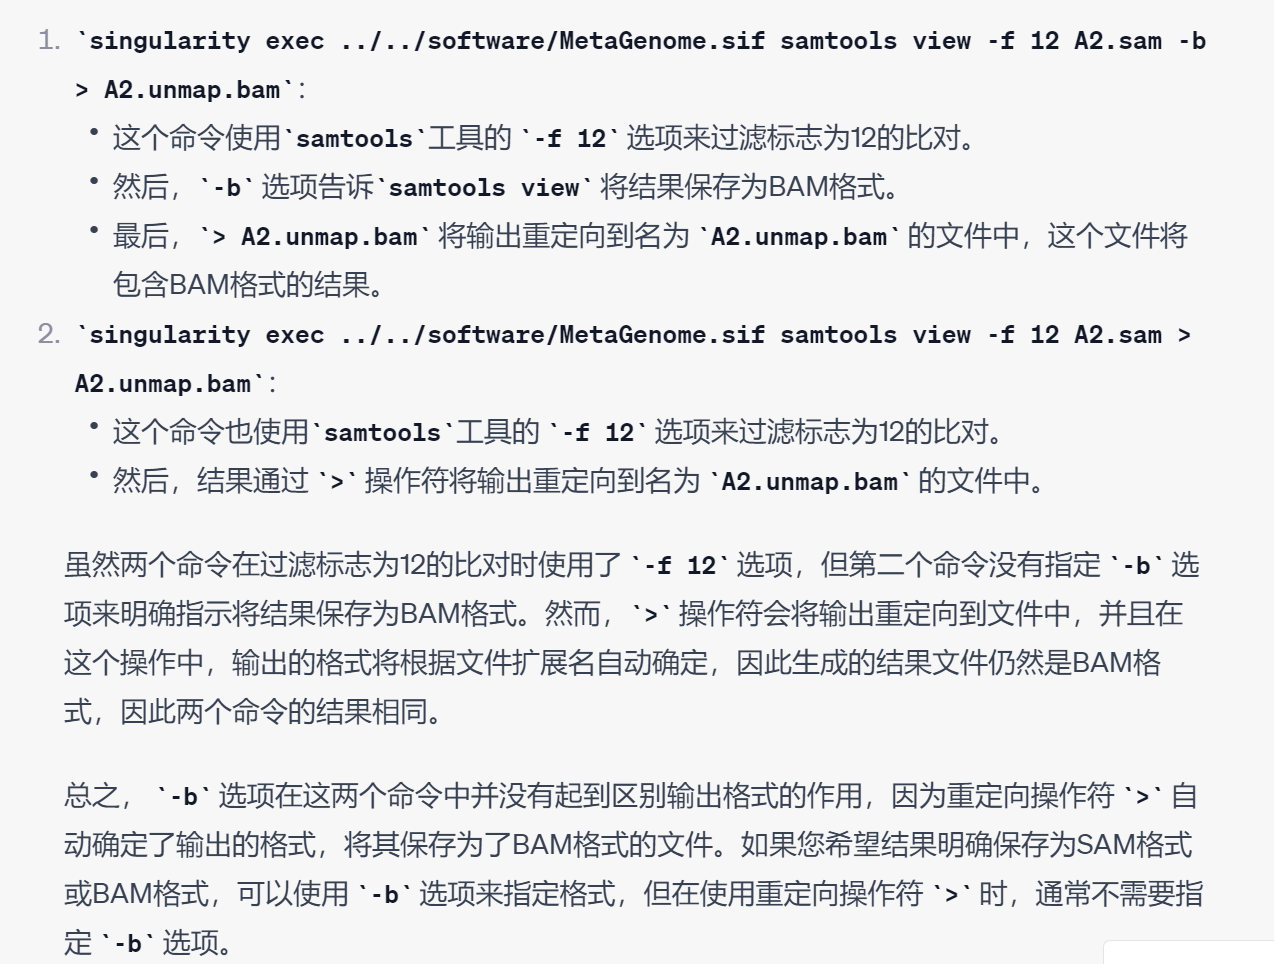 1. `singularity exec ../../software/MetaGenome.sif samtools view -f 12 A2.sam -b
> A2.unmap.bam`：
• 这个命令使用`samtools`工具的 `-f 12` 选项来过滤标志为12的比对。
• 然后，`-b` 选项告诉`samtools view` 将结果保存为BAM格式。
• 最后，`> A2.unmap.bam` 将输出重定向到名为 `A2.unmap.bam` 的文件中，这个文件将
包含BAM格式的结果。
2. `singularity exec ../../software/MetaGenome.sif samtools view -f 12 A2.sam >
A2.unmap.bam`：
• 这个命令也使用`samtools`工具的 `-f 12` 选项来过滤标志为12的比对。
• 然后，结果通过 `>` 操作符将输出重定向到名为 `A2.unmap.bam` 的文件中。
虽然两个命令在过滤标志为12的比对时使用了 `-f 12` 选项，但第二个命令没有指定 `-b` 选
项来明确指示将结果保存为BAM格式。然而，`>` 操作符会将输出重定向到文件中，并且在
这个操作中，输出的格式将根据文件扩展名自动确定，因此生成的结果文件仍然是BAM格
式，因此两个命令的结果相同。
总之，`-b` 选项在这两个命令中并没有起到区别输出格式的作用，因为重定向操作符 `>` 自
动确定了输出的格式，将其保存为了BAM格式的文件。如果您希望结果明确保存为SAM格式
或BAM格式，可以使用 `-b` 选项来指定格式，但在使用重定向操作符 `>` 时，通常不需要指
定 `-b` 选项。